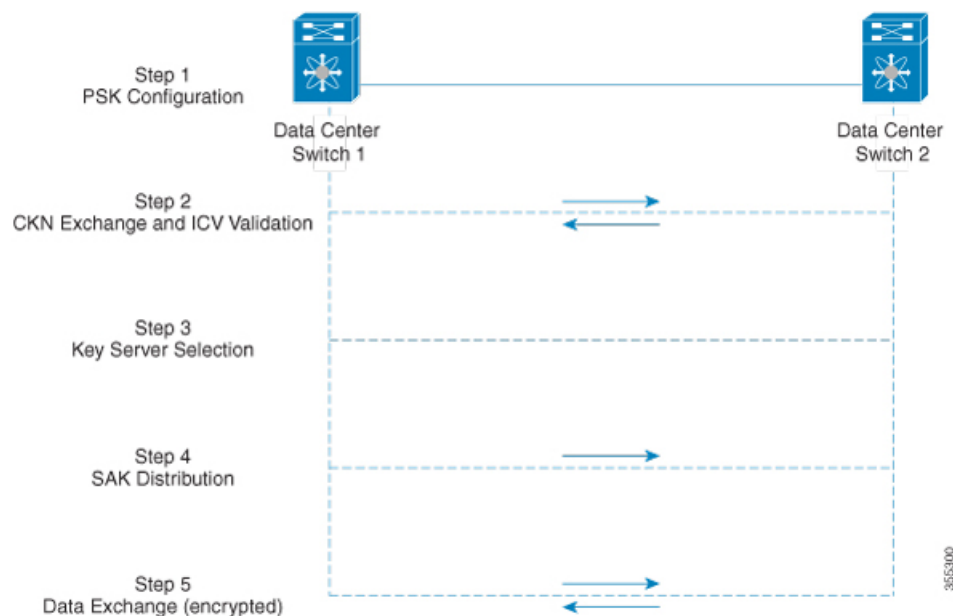 Step 1
PSK Configuration
Data Center
Switch 1
Data Center
Switch 2
Step 2
CKN Exchange and ICV Validation
Step 3
Key Server Selection
Step 4
SAK Distribution
Step 5
Data Exchange (encrypted)
355300